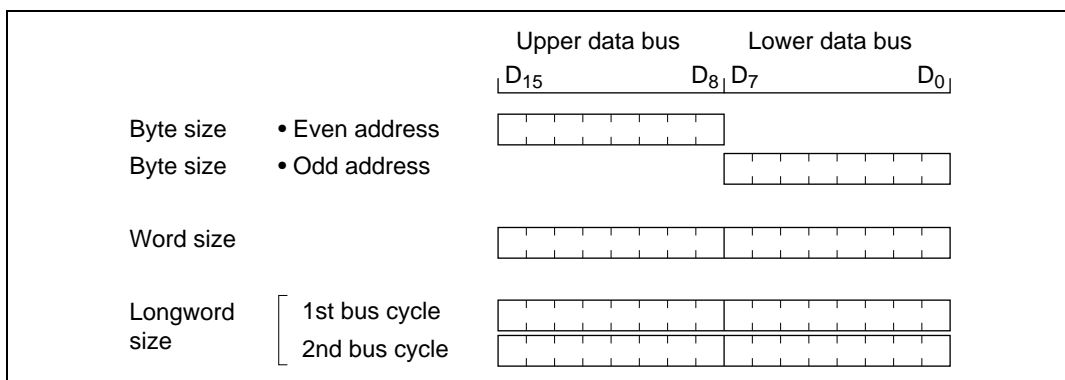 Upper data bus Lower data bus
D15 D8 D7 D0
Byte size • Even address
Byte size • Odd address
Word size
Longword size 1st bus cycle
2nd bus cycle